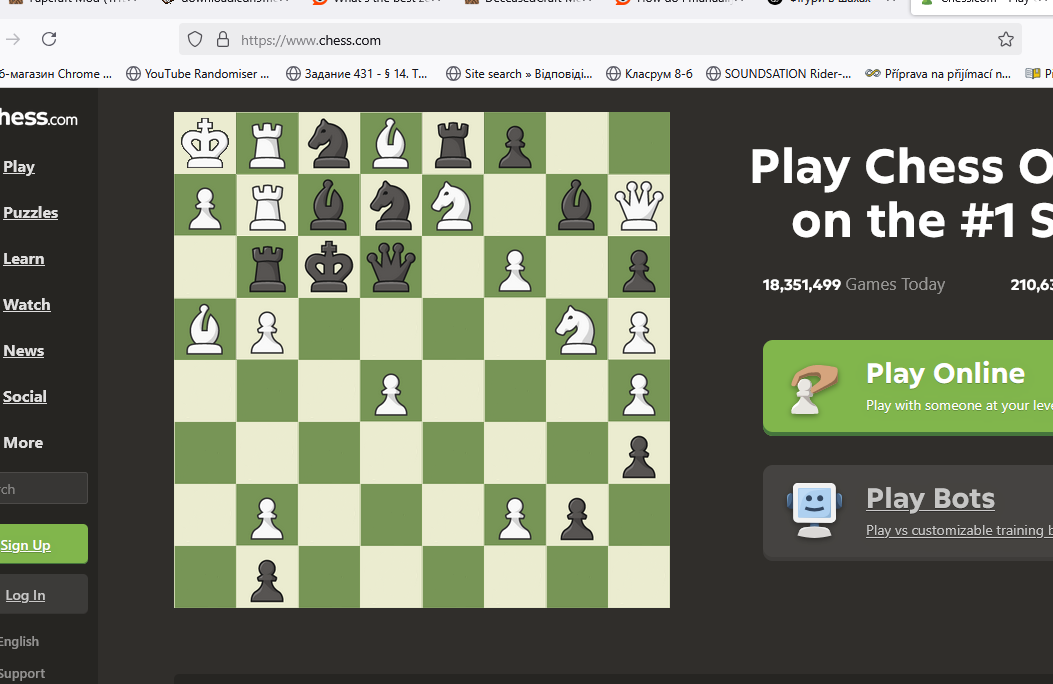 https://www.chess.com
б-магазин Chrome ... YouTube Randomiser ... Задание 431 - § 14. Т... Site search » Відповіді... Класрум 8-б SOUNDSATION Rider-... Příprava na přijímací n...
hess.com
Play
Puzzles
Learn
Watch
News
Social
More
rch
Sign Up
Log In
English
Support
Play Chess O
on the #1 S
18,351,499 Games Today 210,63
Play Online
Play with someone at your leve
Play Bots
Play vs customizable training b